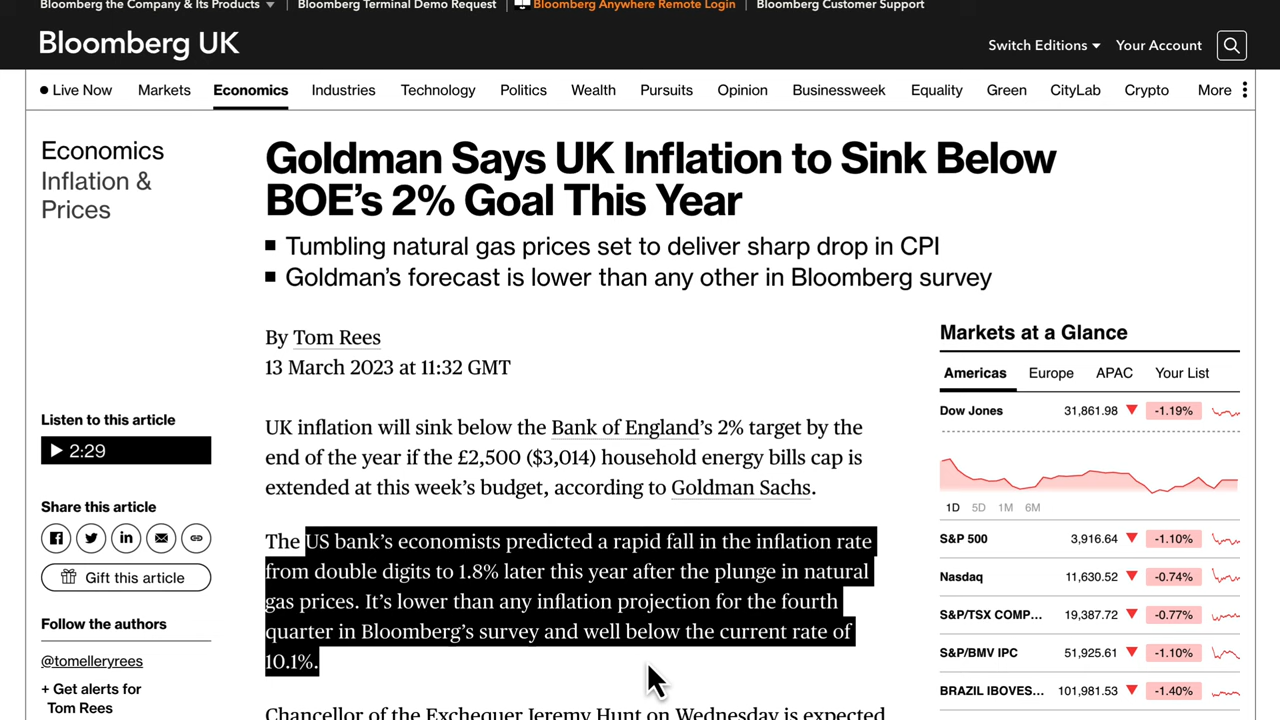 Bloomberg the Company & Its Products
Bloomberg Terminal Demo Request
Bloomberg Anywhere Remote Login
Bloomberg Customer Support
Bloomberg UK
Switch Editions
Your Account
Live Now
Markets
Economics
Industries
Technology
Politics
Wealth
Pursuits
Opinion
Businessweek
Equality
Green
CityLab
Crypto
More
Economics
Inflation &
Prices
Goldman Says UK Inflation to Sink Below
BOE's 2% Goal This Year
Tumbling natural gas prices set to deliver sharp drop in CPI
Goldman's forecast is lower than any other in Bloomberg survey
By Tom Rees
13 March 2023 at 11:32 GMT
Listen to this article
2:29
Share this article
Gift this article
Follow the authors
@tomelleryrees
+ Get alerts for
Tom Rees
UK inflation will sink below the Bank of England's 2% target by the
end of the year if the £2,500 ($3,014) household energy bills cap is
extended at this week's budget, according to Goldman Sachs.
The US bank's economists predicted a rapid fall in the inflation rate
from double digits to 1.8% later this year after the plunge in natural
gas prices. It's lower than any inflation projection for the fourth
quarter in Bloomberg's survey and well below the current rate of
10.1%.
Chancellor of the Exchequer Jeremy Hunt on Wednesday is expected
Markets at a Glance
Americas
Europe
APAC
Your List
Dow Jones 31,861.98 -1.19%
1D 5D 1M 6M
S&P 500 3,916.64 -1.10%
Nasdaq 11,630.52 -0.74%
S&P/TSX COMP... 19,387.72 -0.77%
S&P/BMV IPC 51,925.61 -1.10%
BRAZIL IBOVES... 101,981.53 -1.40%